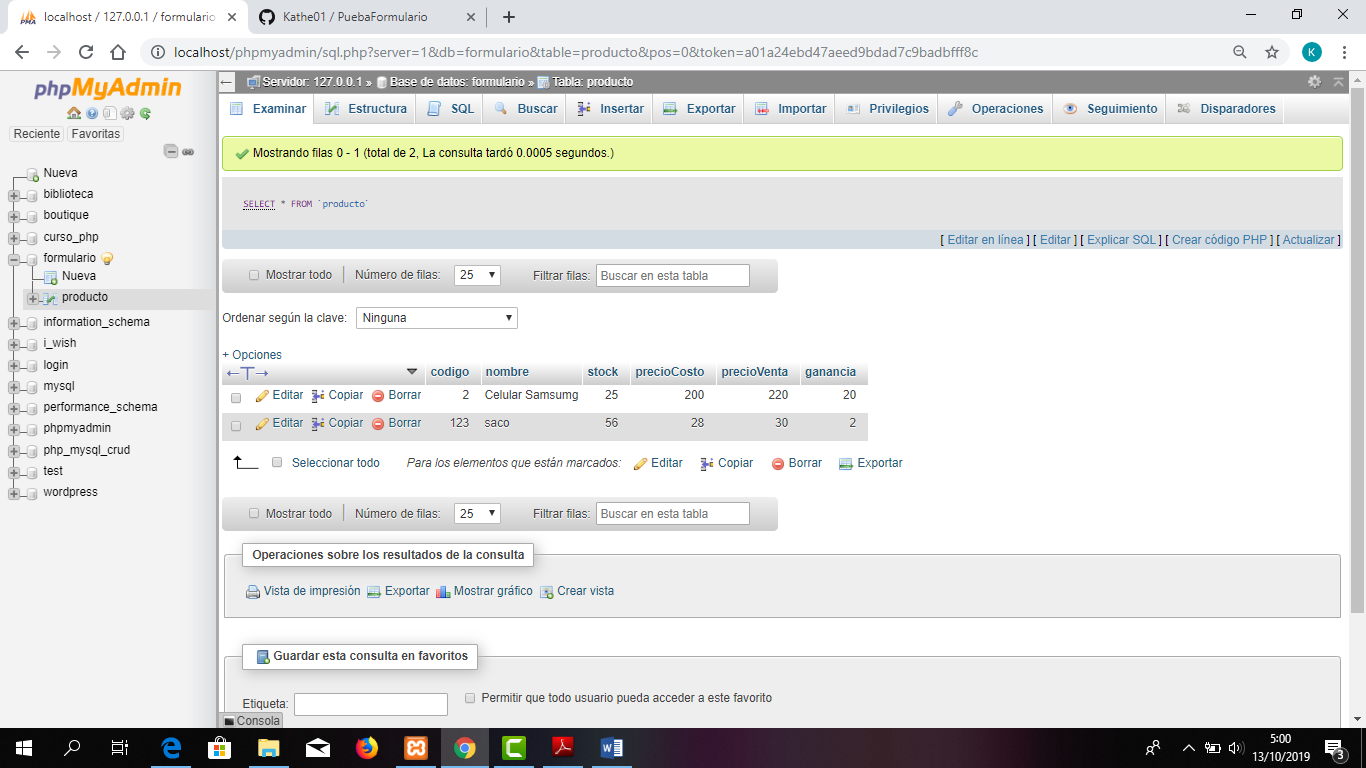 localhost / 127.0.0.1 / formulario
Kathe01 / PuebaFormulario
localhost/phpmyadmin/sql.php?server=1&db=formulario&table=producto&pos=0&token=a01a24ebd47aeed9bdad7c9badbfff8c
K
phpMyAdmin
Reciente Favoritas
Nueva
biblioteca
boutique
curso_php
formulario
Nueva
producto
information_schema
i_wish
login
mysql
performance_schema
phpmyadmin
php_mysql_crud
test
wordpress
Servidor: 127.0.0.1 » Base de datos: formulario » Tabla: producto
Examinar Estructura SQL Buscar Insertar Exportar Importar Privilegios Operaciones Seguimiento Disparadores
Mostrando filas 0 - 1 (total de 2, La consulta tardó 0.0005 segundos.)
SELECT * FROM `producto`
[ Editar en línea ] [ Editar ] [ Explicar SQL ] [ Crear código PHP ] [ Actualizar ]
Mostrar todo Número de filas: 25 Filtrar filas: Buscar en esta tabla
Ordenar según la clave: Ninguna
+ Opciones
←T→ codigo nombre stock precioCosto precioVenta ganancia
Editar Copiar Borrar 2 Celular Samsumg 25 200 220 20
Editar Copiar Borrar 123 saco 56 28 30 2
Seleccionar todo Para los elementos que están marcados: Editar Copiar Borrar Exportar
Mostrar todo Número de filas: 25 Filtrar filas: Buscar en esta tabla
Operaciones sobre los resultados de la consulta
Vista de impresión Exportar Mostrar gráfico Crear vista
Guardar esta consulta en favoritos
Etiqueta: Permitir que todo usuario pueda acceder a este favorito
Consola
5:00
13/10/2019
3